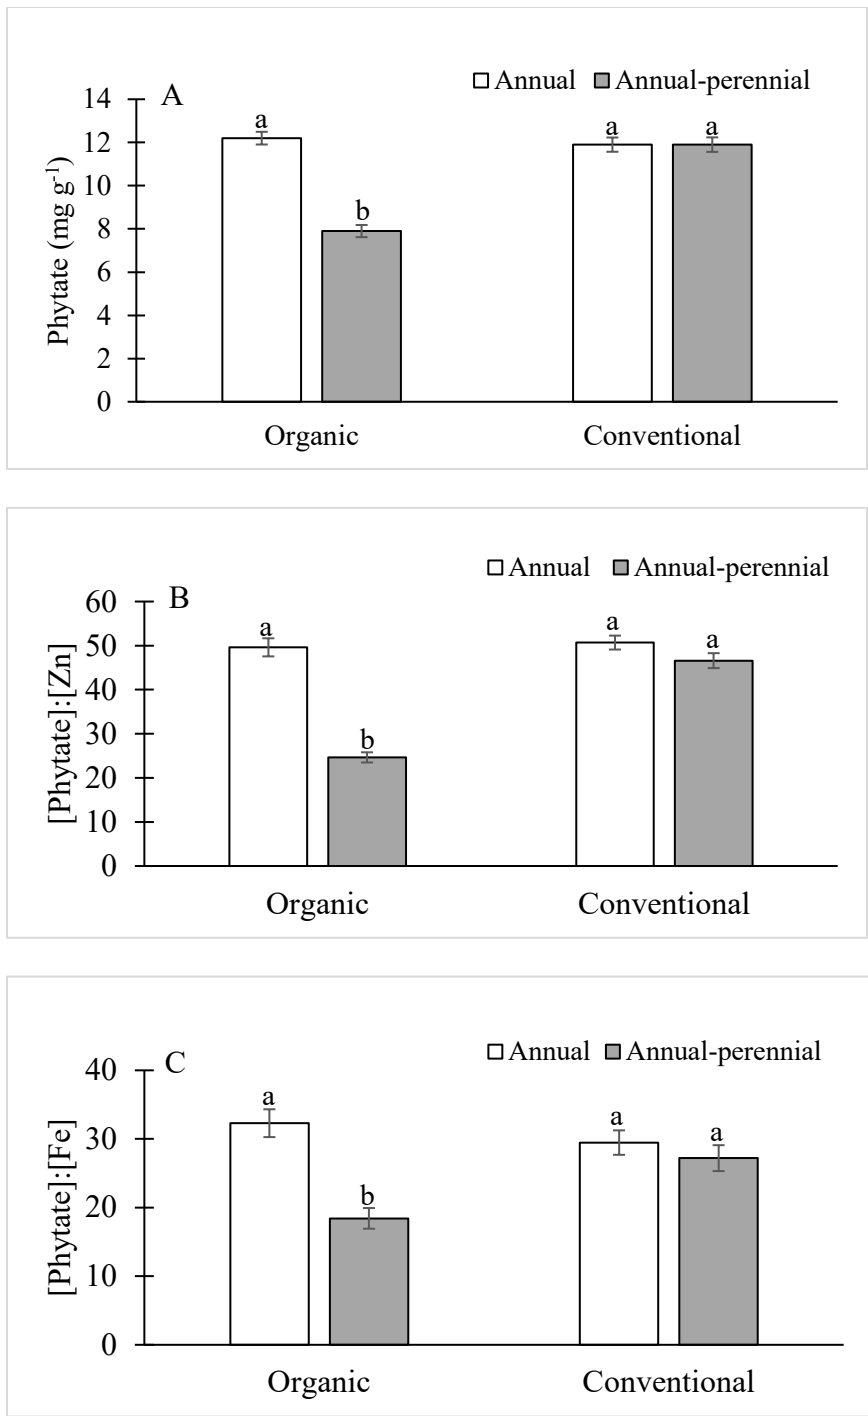 A
Annual Annual-perennial
14
12
10
8
6
4
2
0
Phytate (mg g-1)
a
b
a
a
Organic Conventional
B
Annual Annual-perennial
60
50
40
30
20
10
0
[Phytate]:[Zn]
a
b
a
a
Organic Conventional
C
Annual Annual-perennial
40
30
20
10
0
[Phytate]:[Fe]
a
b
a
a
Organic Conventional